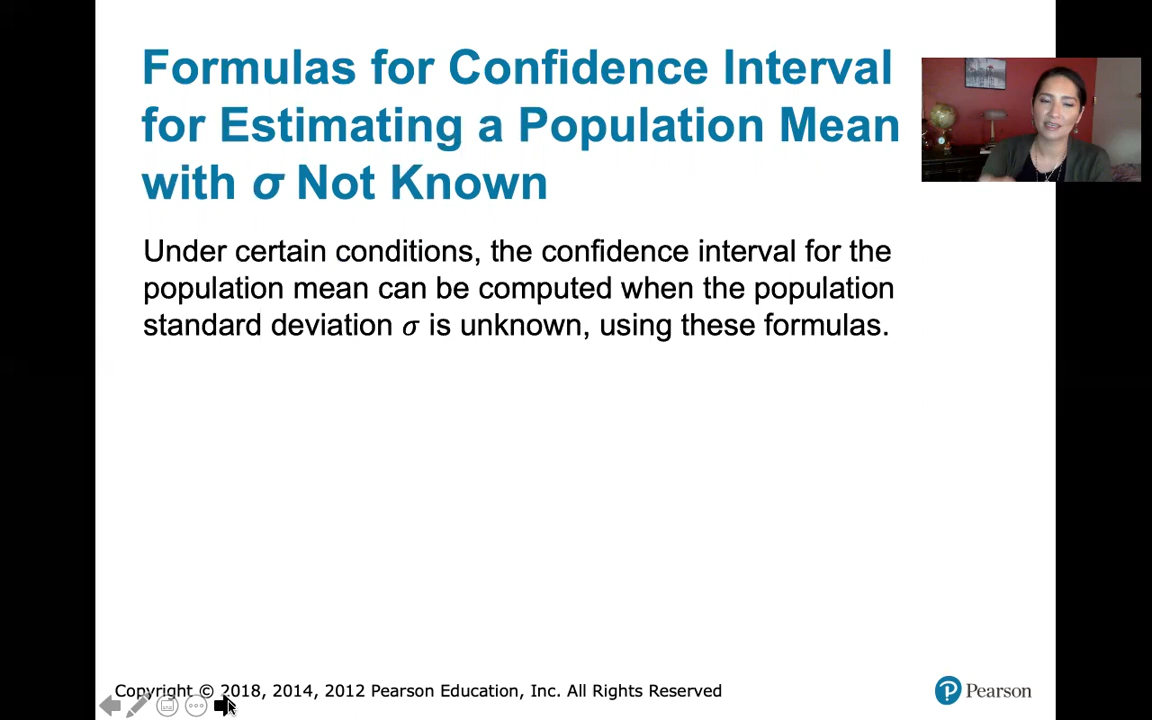 Formulas for Confidence Interval
for Estimating a Population Mean
with σ Not Known
Under certain conditions, the confidence interval for the
population mean can be computed when the population
standard deviation σ is unknown, using these formulas.
Copyright © 2018, 2014, 2012 Pearson Education, Inc. All Rights Reserved
Pearson